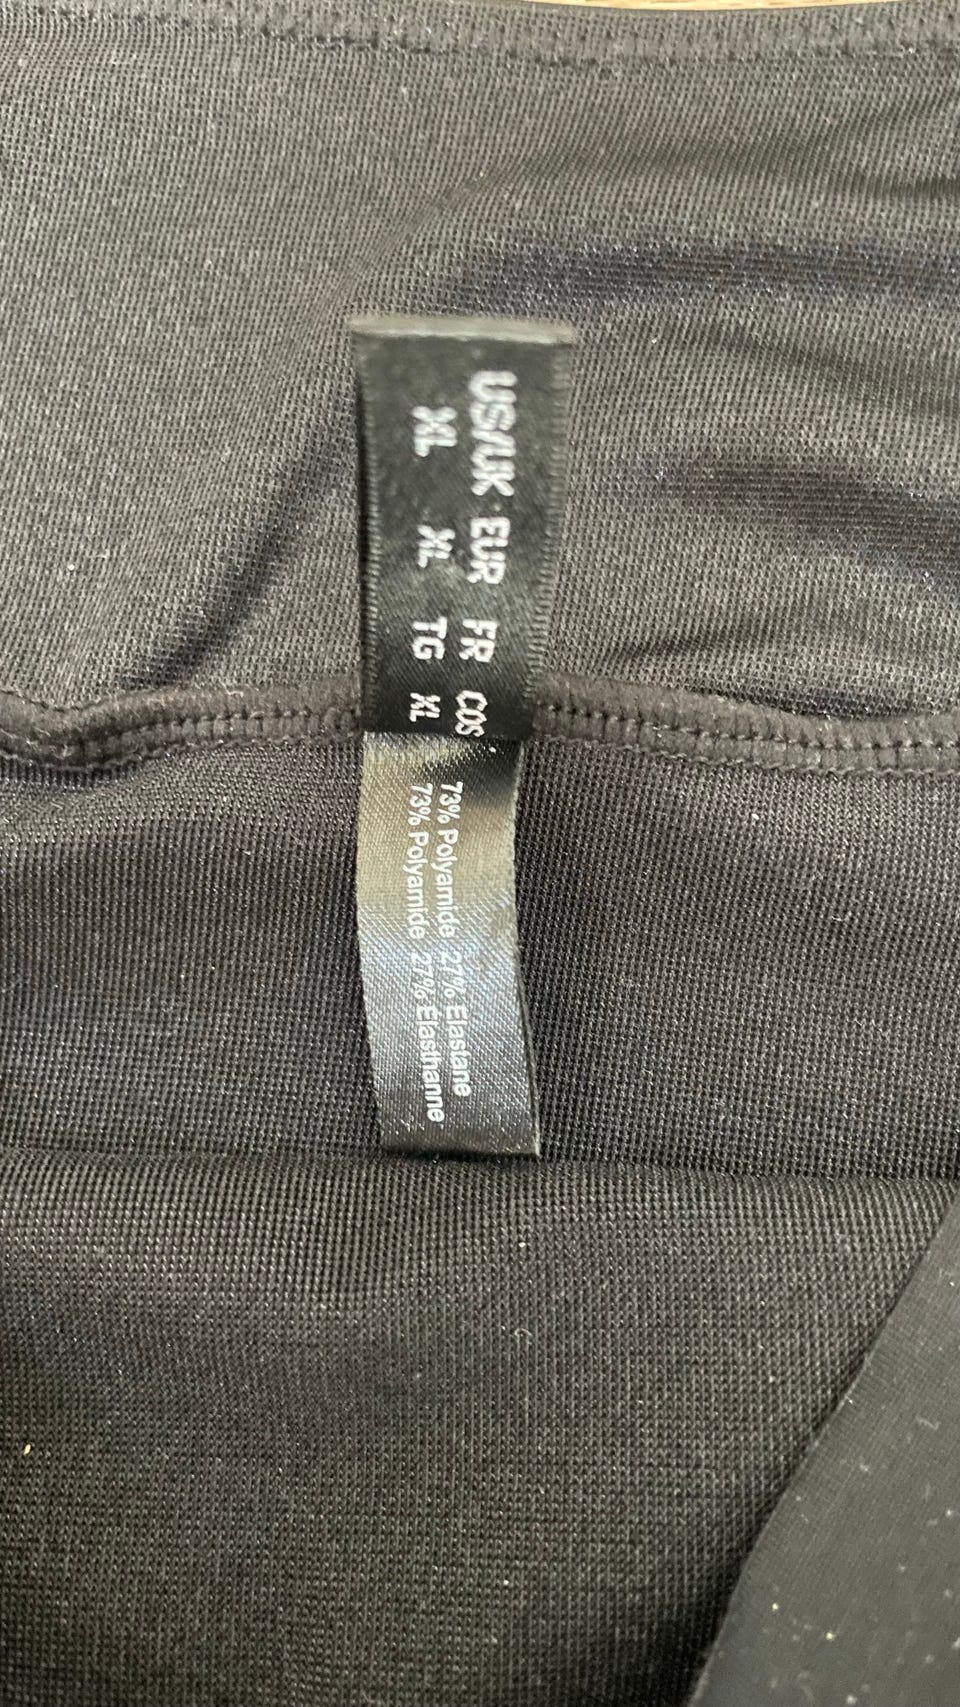 US/UK EUR FR COS
XL XL TG XL
73% Polyamide 27% Elastane
73% Polyamide 27% Élasthanne